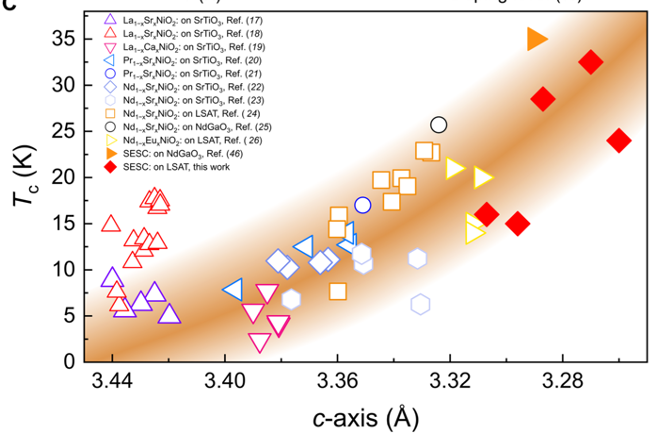 C
La₁₋ₓSrₓNiO₂: on SrTiO₃, Ref. (17)
La₁₋ₓSrₓNiO₂: on SrTiO₃, Ref. (18)
La₁₋ₓCaₓNiO₂: on SrTiO₃, Ref. (19)
Pr₁₋ₓSrₓNiO₂: on SrTiO₃, Ref. (20)
Pr₁₋ₓSrₓNiO₂: on SrTiO₃, Ref. (21)
Nd₁₋ₓSrₓNiO₂: on SrTiO₃, Ref. (22)
Nd₁₋ₓSrₓNiO₂: on SrTiO₃, Ref. (23)
Nd₁₋ₓSrₓNiO₂: on LSAT, Ref. (24)
Nd₁₋ₓSrₓNiO₂: on NdGaO₃, Ref. (25)
Nd₁₋ₓEuₓNiO₂: on LSAT, Ref. (26)
SESC: on NdGaO₃, Ref. (46)
SESC: on LSAT, this work
35
30
25
20
15
10
5
0
Tc (K)
3.44 3.40 3.36 3.32 3.28
c-axis (Å)